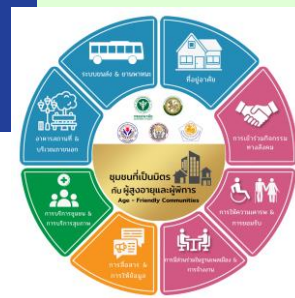 ระบบขนส่ง & ยานพาหนะ
ที่อยู่อาศัย
อาคารสถานที่ &
บริเวณภายนอก
การเข้าร่วมกิจกรรม
ทางสังคม
ชุมชนที่เป็นมิตร
กับ ผู้สูงอายุและผู้พิการ
Age - Friendly Communities
การบริการชุมชน &
การบริการสุขภาพ
การให้ความเคารพ &
การยอมรับ
การสื่อสาร &
การให้ข้อมูล
การมีส่วนร่วมในฐานะพลเมือง &
การจ้างงาน